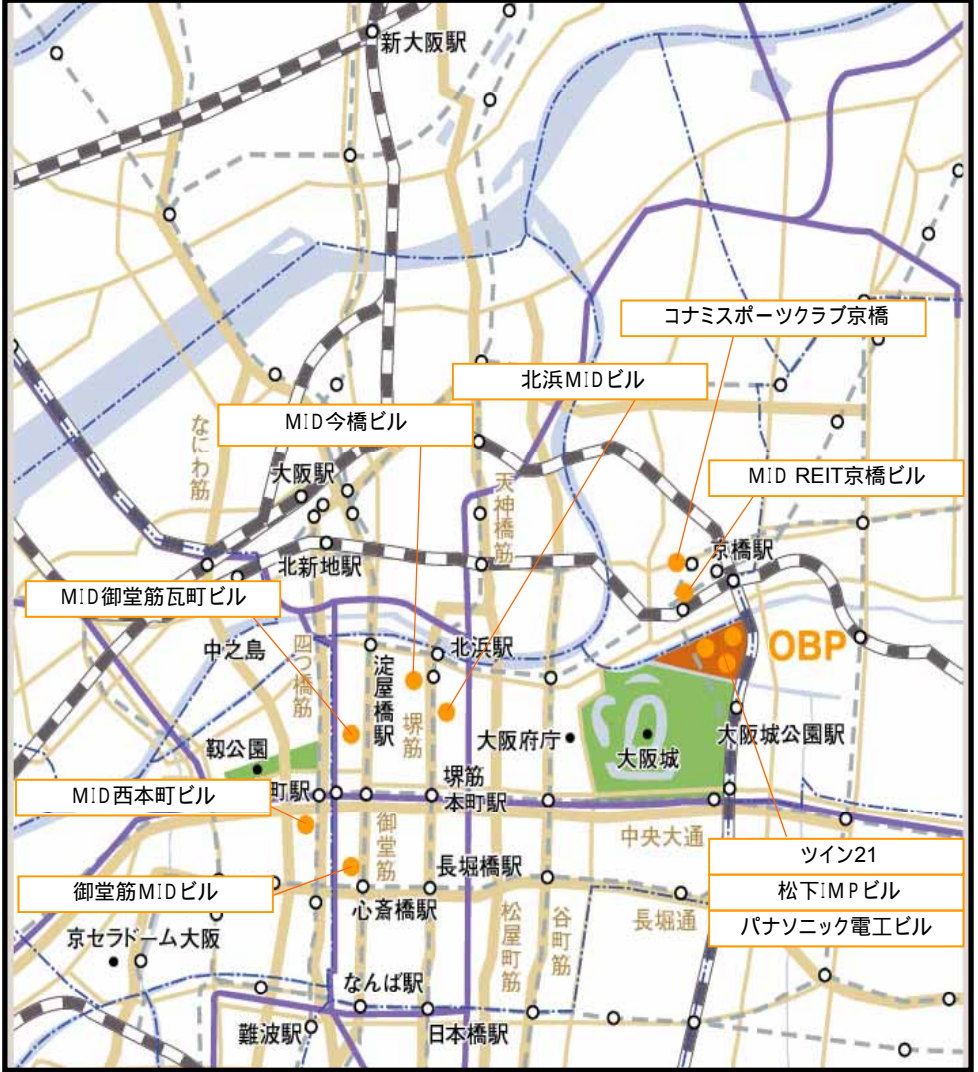 新大阪駅
コナミスポーツクラブ京橋
北浜MIDビル
MID今橋ビル
なにわ筋
大阪駅
天神橋筋
MID REIT京橋ビル
京橋駅
北新地駅
MID御堂筋瓦町ビル
中之島
四つ橋筋
淀屋橋駅
北浜駅
OBP
堺筋
大阪府庁
大阪城
大阪城公園駅
靱公園
MID西本町ビル
町駅
堺筋
本町駅
御堂筋
中央大通
ツイン21
松下IMPビル
パナソニック電工ビル
長堀橋駅
御堂筋MIDビル
心斎橋駅
松屋町筋
谷町筋
長堀通
京セラドーム大阪
なんば駅
難波駅
日本橋駅